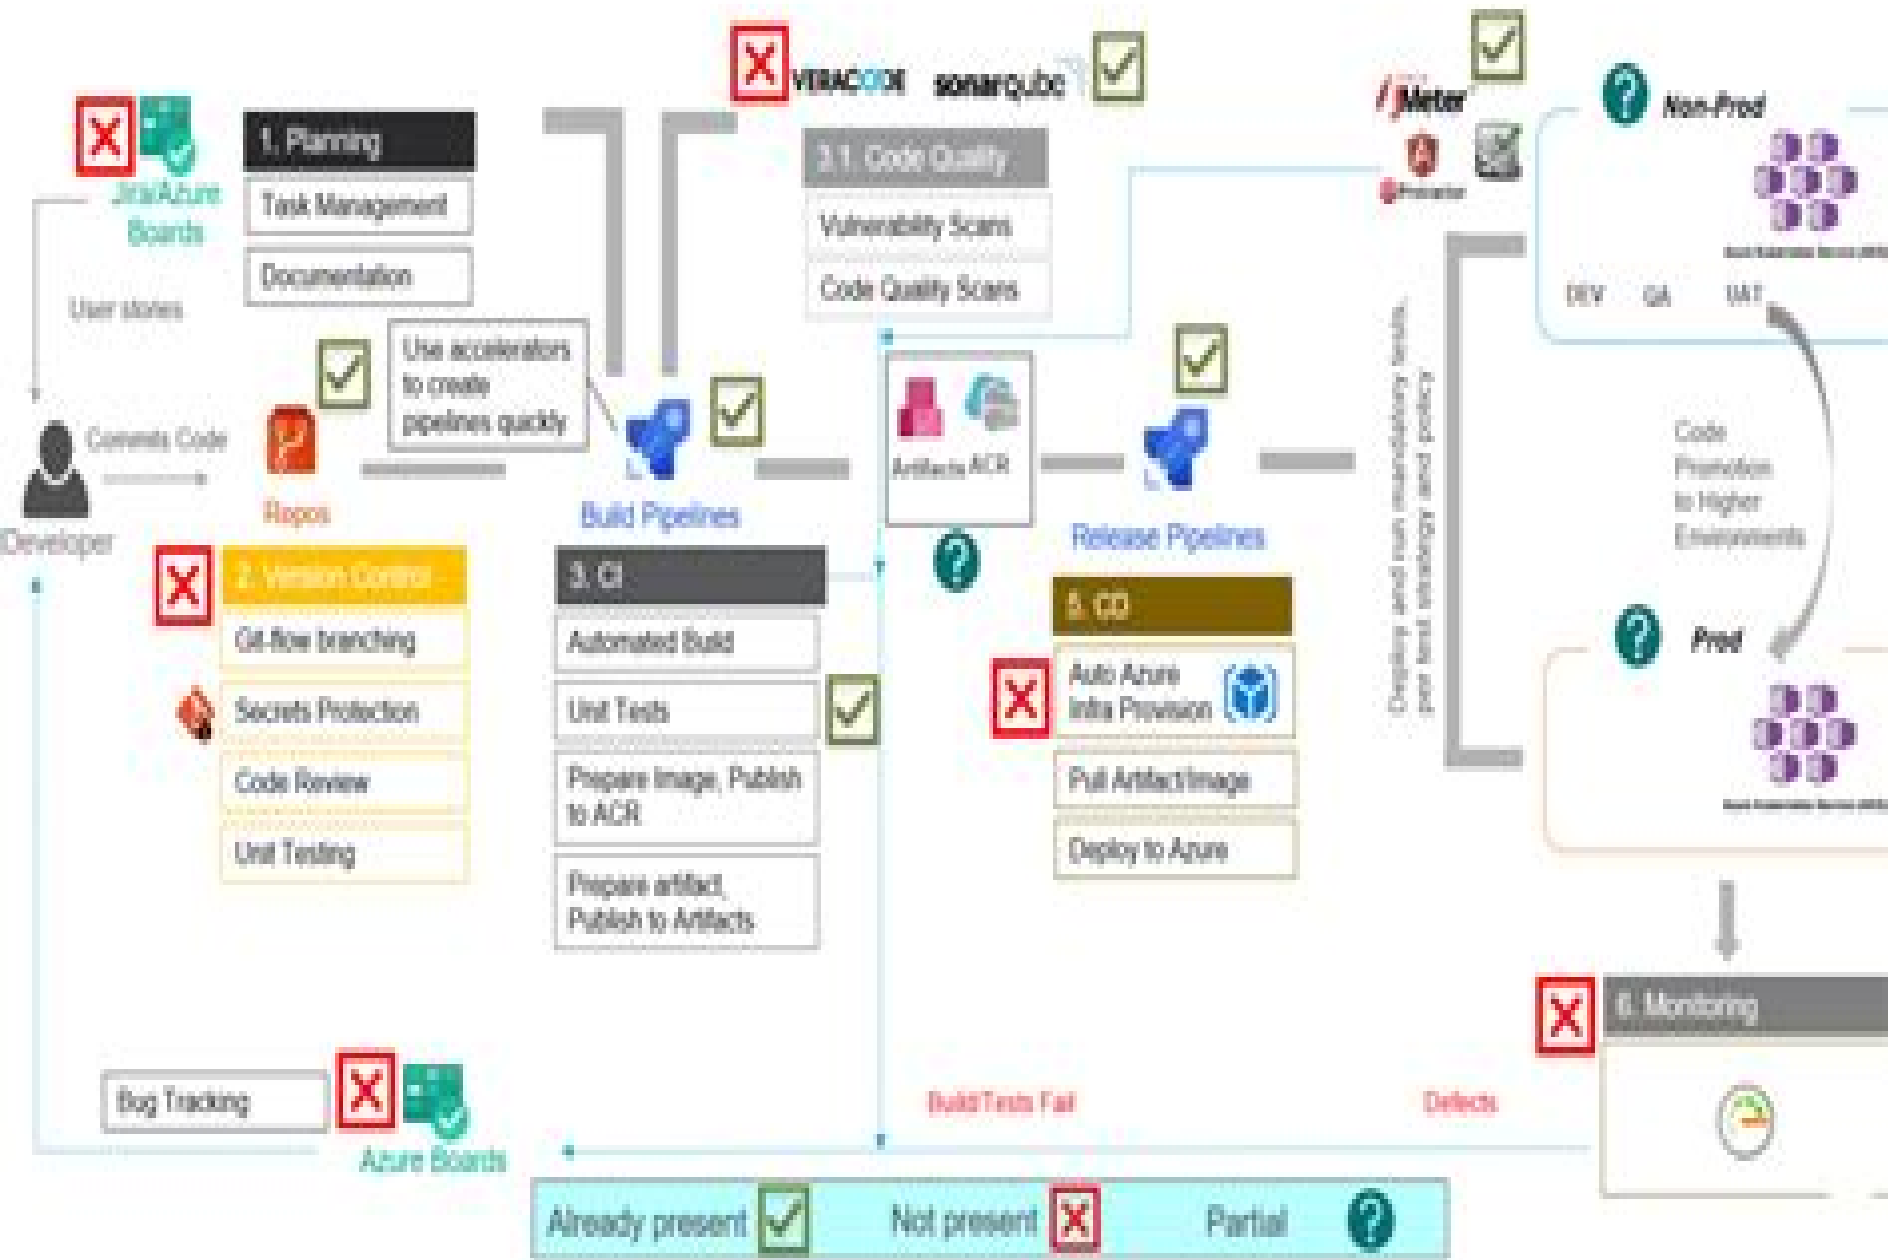 VERACODE
sonarqube
JMeter
Non-Prod
1. Planning
3.1. Code Quality
Jira/Azure
Boards
Task Management
Vulnerability Scans
Protractor
Documentation
Code Quality Scans
User stories
DEV QA UAT
Use accelerators
to create
pipelines quickly
Deploy and run mandatory tests,
per test strategy and policy
Commits Code
Artifacts ACR
Code
Promotion
to Higher
Environments
Developer
Repos
Build Pipelines
Release Pipelines
2. Version Control
3. CI
5. CD
Git-flow branching
Automated Build
Prod
Secrets Protection
Unit Tests
Auto Azure
Infra Provision
Code Review
Prepare Image, Publish
to ACR
Pull Artifact/Image
Unit Testing
Prepare artifact,
Publish to Artifacts
Deploy to Azure
6. Monitoring
Bug Tracking
Build/Tests Fail
Defects
Azure Boards
Already present
Not present
Partial